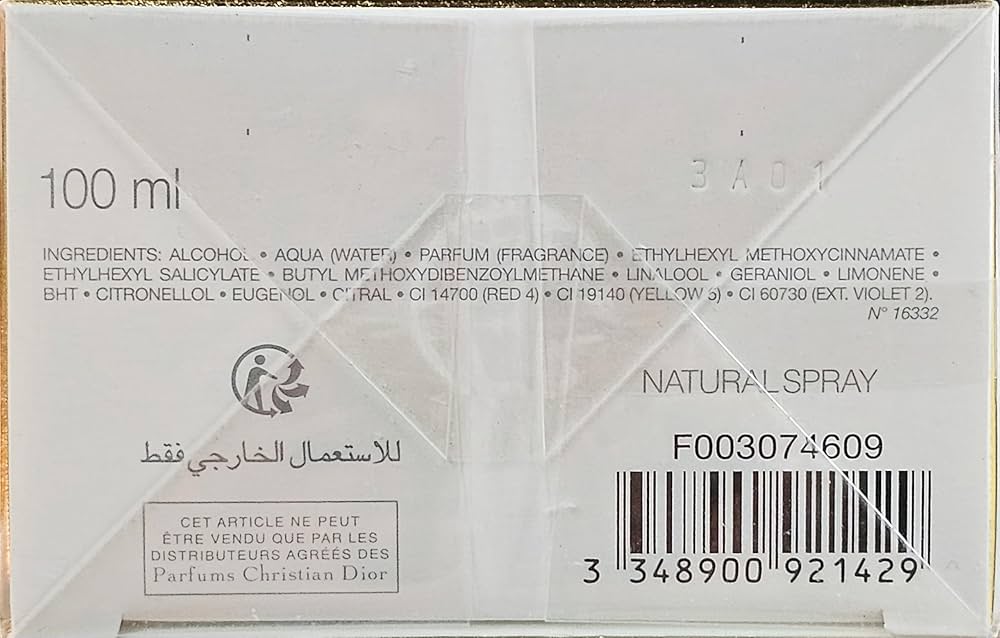 3A01
100 ml
INGREDIENTS: ALCOHOL • AQUA (WATER) • PARFUM (FRAGRANCE) • ETHYLHEXYL METHOXYCINNAMATE •
ETHYLHEXYL SALICYLATE • BUTYL METHOXYDIBENZOYLMETHANE • LINALOOL • GERANIOL • LIMONENE •
BHT • CITRONELLOL • EUGENOL • CITRAL • CI 14700 (RED 4) • CI 19140 (YELLOW 5) • CI 60730 (EXT. VIOLET 2).
N° 16332
للاستعمال الخارجي فقط
CET ARTICLE NE PEUT
ÊTRE VENDU QUE PAR LES
DISTRIBUTEURS AGRÉÉS DES
Parfums Christian Dior
NATURAL SPRAY
F003074609
3 348900 921429